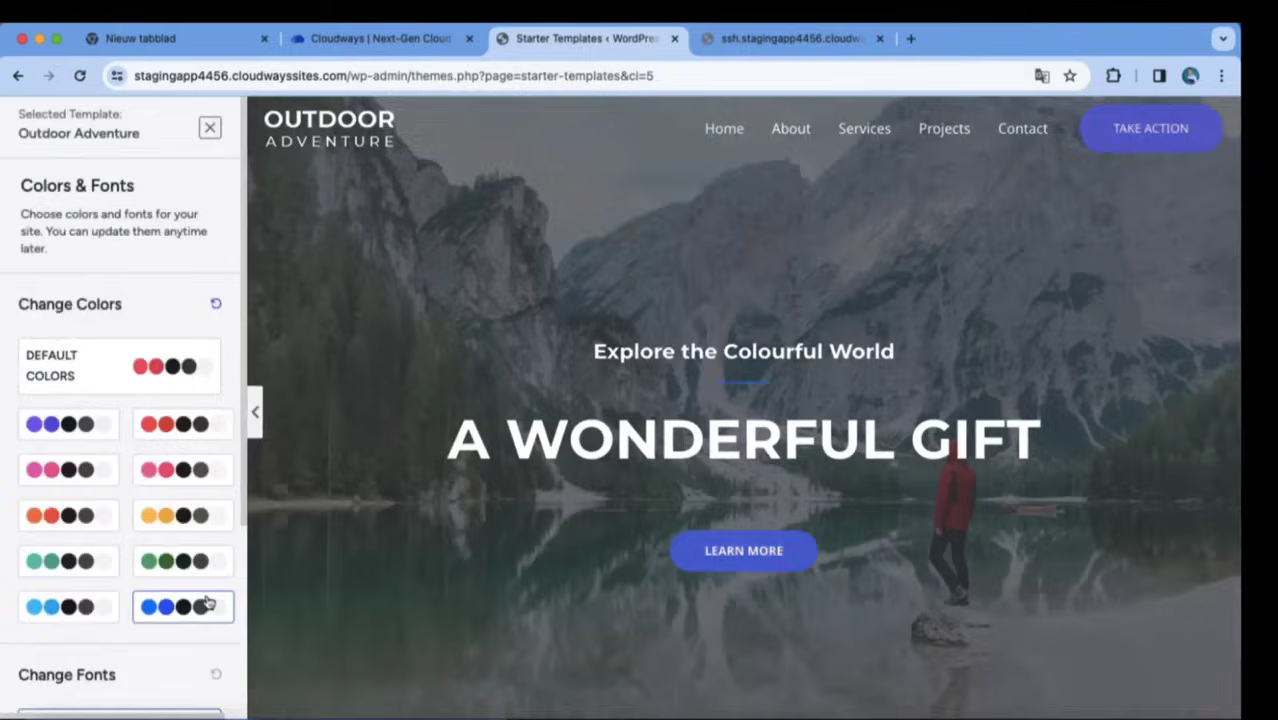 Nieuw tabblad
Cloudways | Next-Gen Cloud
Starter Templates ‹ WordPre
ssh.stagingapp4456.cloudwa
stagingapp4456.cloudwayssites.com/wp-admin/themes.php?page=starter-templates&ci=5
Selected Template:
Outdoor Adventure
OUTDOOR
ADVENTURE
Home
About
Services
Projects
Contact
TAKE ACTION
Colors & Fonts
Choose colors and fonts for your
site. You can update them anytime
later.
Change Colors
DEFAULT
COLORS
Explore the Colourful World
A WONDERFUL GIFT
LEARN MORE
Change Fonts